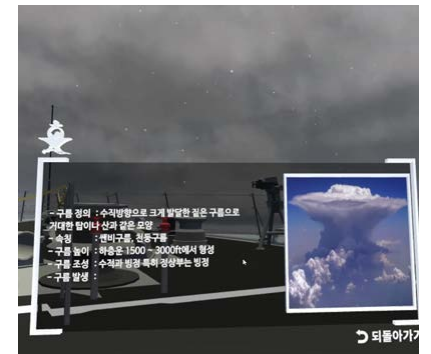 - 구름 정의 : 수직방향으로 크게 발달한 짙은 구름으로
거대한 탑이나 산과 같은 모양
- 속칭 : 쎈비구름, 천둥구름
- 구름 높이 : 하층운 1500 ~ 3000ft에서 형성
- 구름 조성 : 수적과 빙정 특히 정상부는 빙정
- 구름 발생 :
되돌아가기